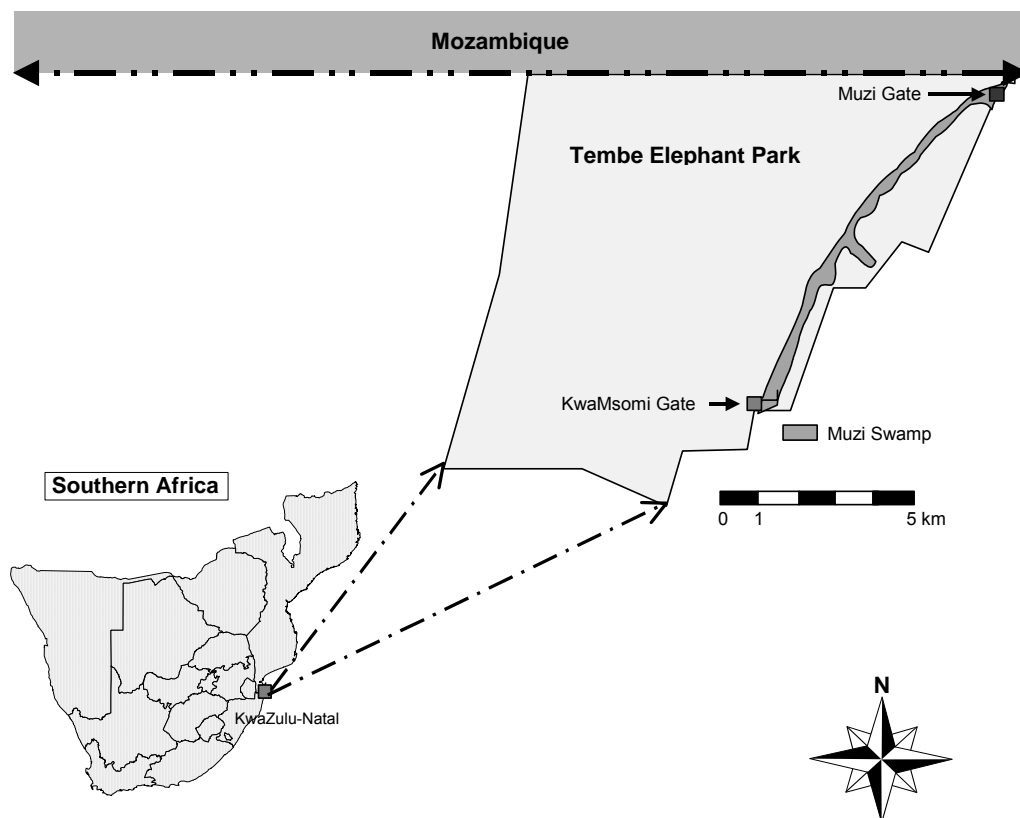 Mozambique
Muzi Gate
Tembe Elephant Park
KwaMsomi Gate
Muzi Swamp
Southern Africa
0 1 5 km
KwaZulu-Natal
N